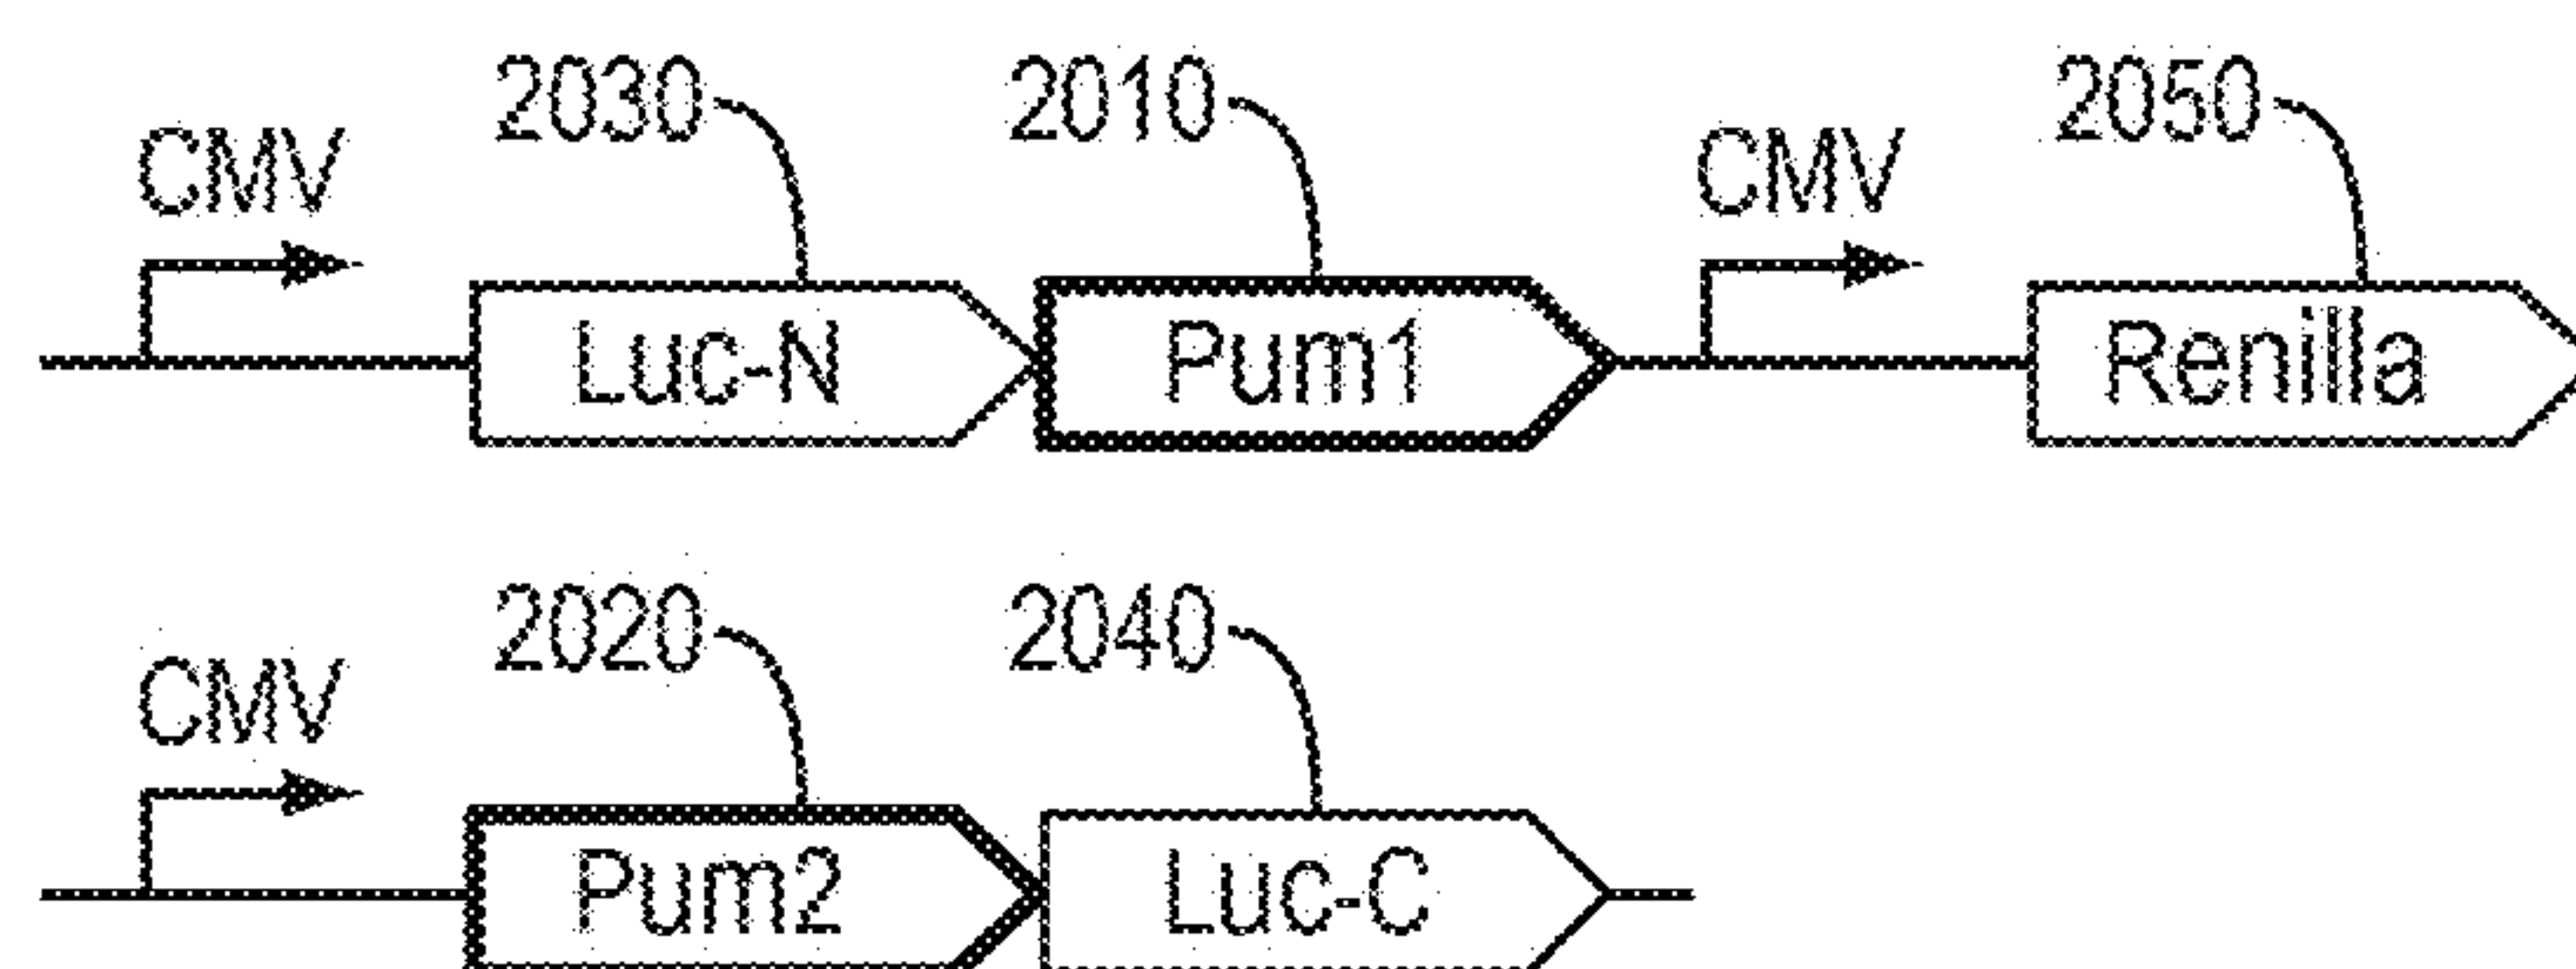 2030 2010 2050
CMV CMV
Luc-N Pum1 Renilla
2020 2040
CMV
Pum2 Luc-C